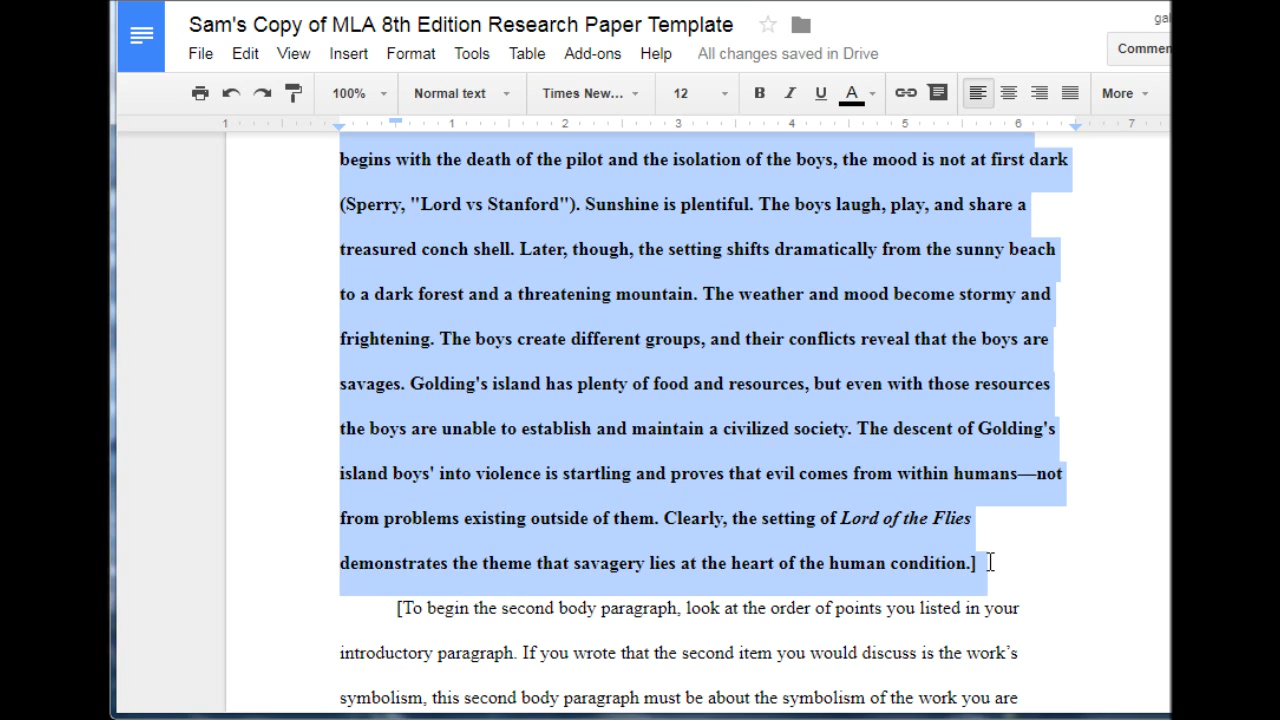 Sam's Copy of MLA 8th Edition Research Paper Template
File Edit View Insert Format Tools Table Add-ons Help All changes saved in Drive
100% Normal text Times New... 12 B I U A More
1 1 2 3 4 5 6 7
begins with the death of the pilot and the isolation of the boys, the mood is not at first dark
(Sperry, "Lord vs Stanford"). Sunshine is plentiful. The boys laugh, play, and share a
treasured conch shell. Later, though, the setting shifts dramatically from the sunny beach
to a dark forest and a threatening mountain. The weather and mood become stormy and
frightening. The boys create different groups, and their conflicts reveal that the boys are
savages. Golding's island has plenty of food and resources, but even with those resources
the boys are unable to establish and maintain a civilized society. The descent of Golding's
island boys' into violence is startling and proves that evil comes from within humans—not
from problems existing outside of them. Clearly, the setting of Lord of the Flies
demonstrates the theme that savagery lies at the heart of the human condition.]
[To begin the second body paragraph, look at the order of points you listed in your
introductory paragraph. If you wrote that the second item you would discuss is the work’s
symbolism, this second body paragraph must be about the symbolism of the work you are